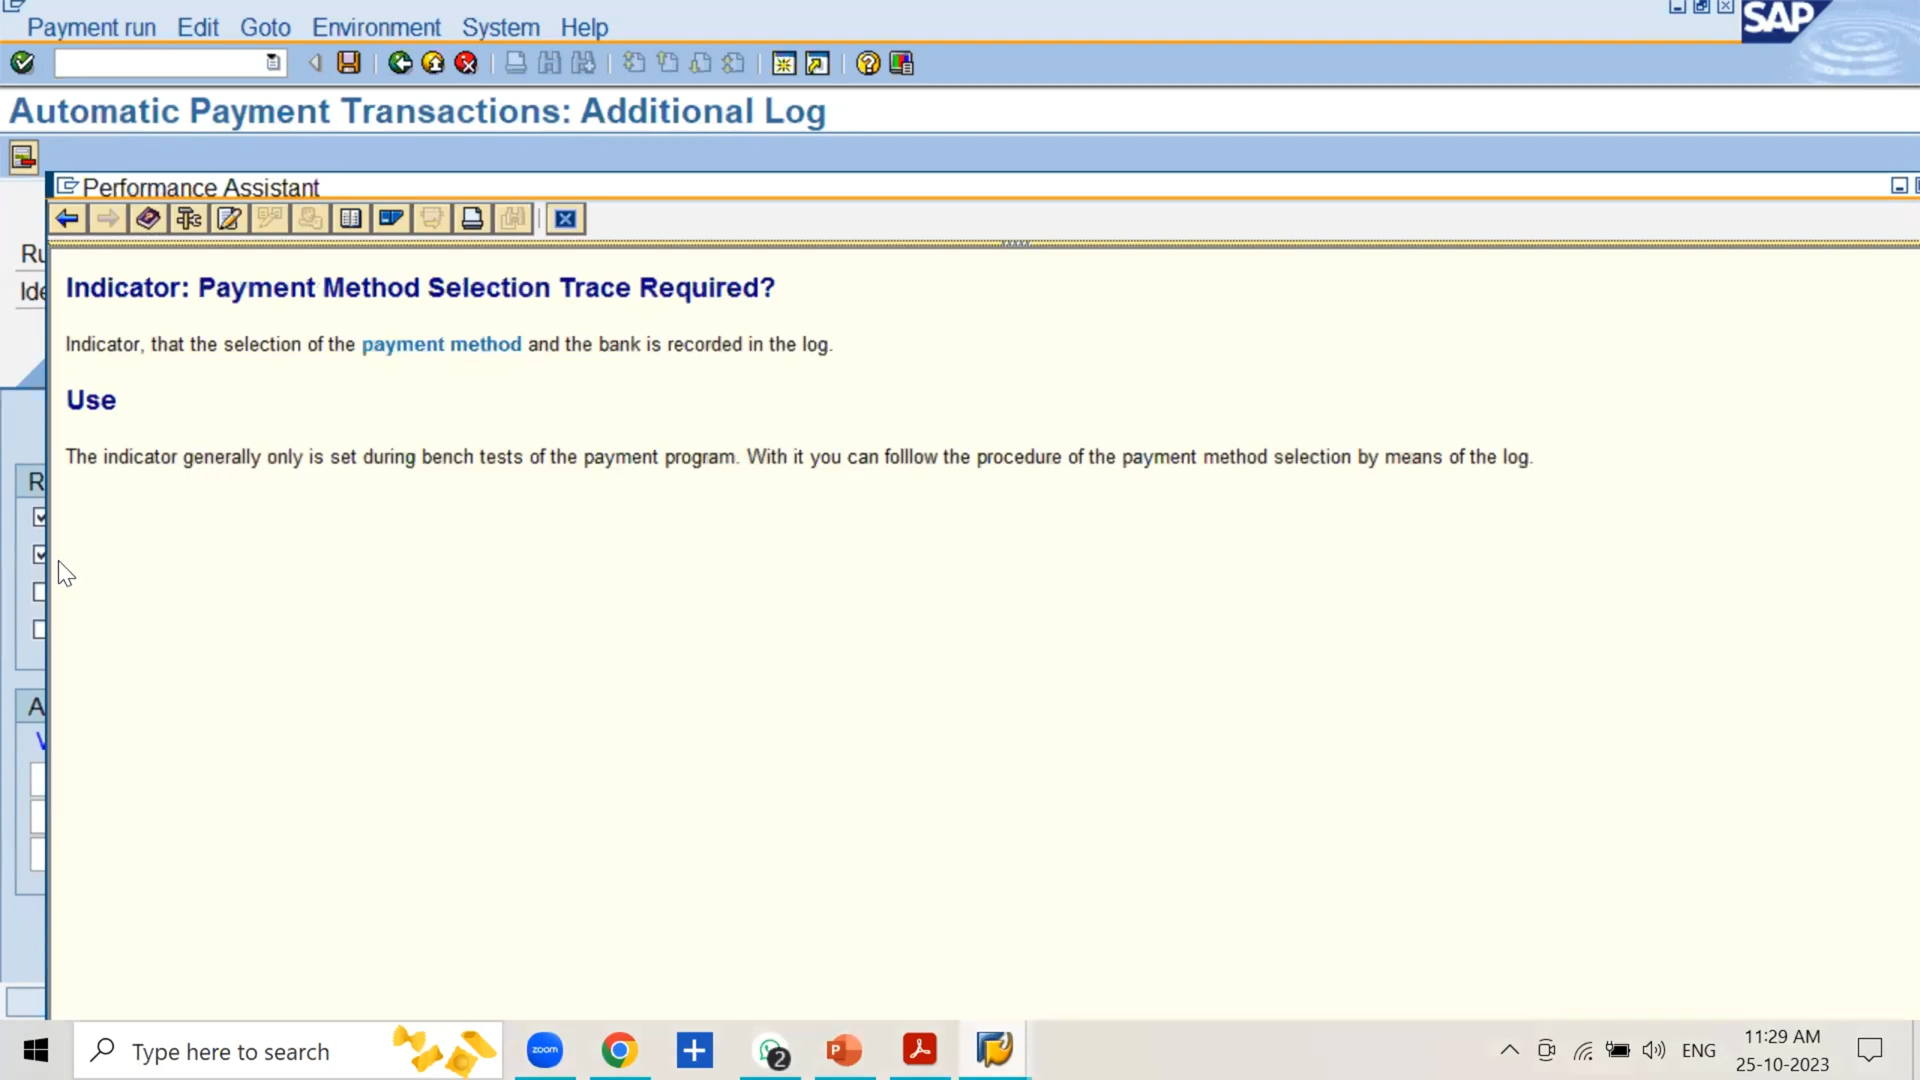 Payment run Edit Goto Environment System Help
SAP
Automatic Payment Transactions: Additional Log
Performance Assistant
Ru
Ide
Indicator: Payment Method Selection Trace Required?
Indicator, that the selection of the payment method and the bank is recorded in the log.
Use
The indicator generally only is set during bench tests of the payment program. With it you can folllow the procedure of the payment method selection by means of the log.
R
A
V
Type here to search
zoom
2
P
ENG
11:29 AM
25-10-2023